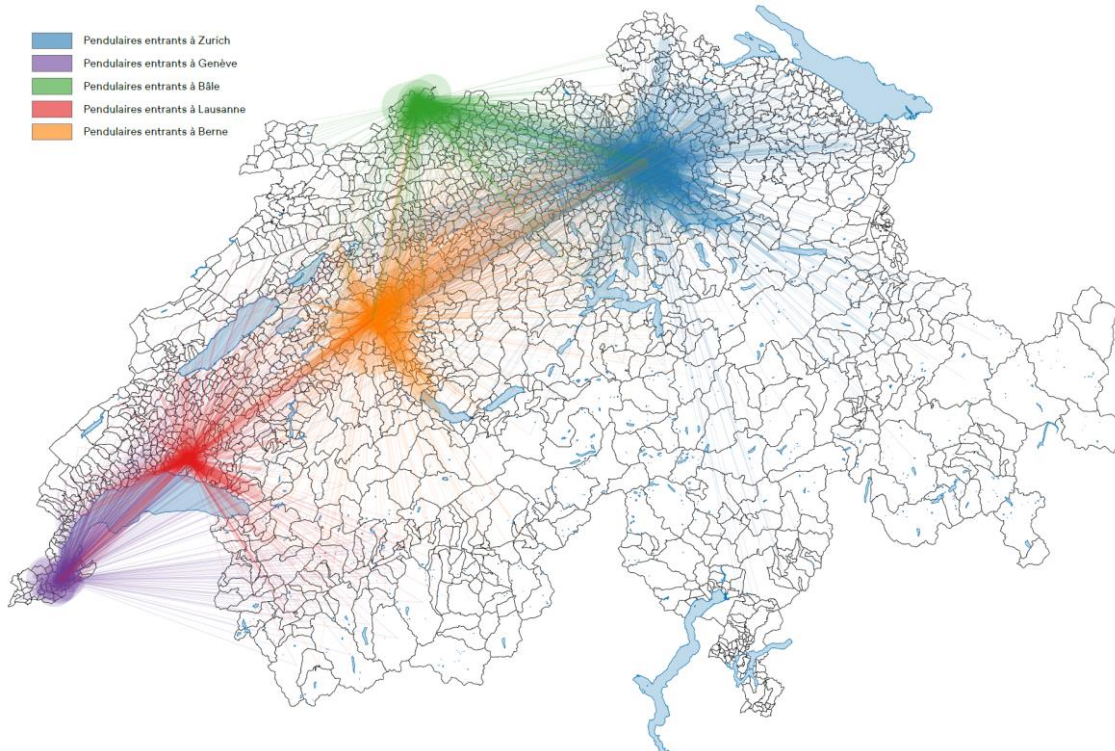 Pendulaires entrants à Zurich
Pendulaires entrants à Genève
Pendulaires entrants à Bâle
Pendulaires entrants à Lausanne
Pendulaires entrants à Berne